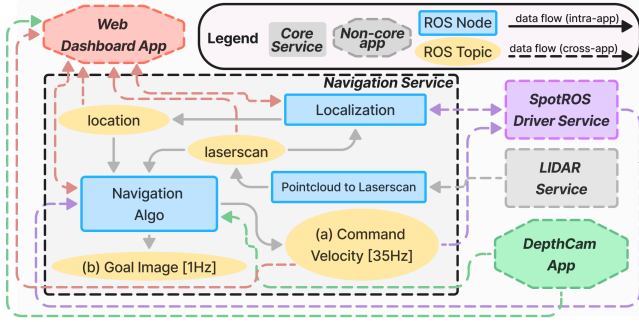 Web
Dashboard App
Legend
Core
Service
Non-core
app
ROS Node
ROS Topic
data flow (intra-app)
data flow (cross-app)
Navigation Service
location
Localization
laserscan
Pointcloud to Laserscan
Navigation
Algo
(a) Command
Velocity [35Hz]
(b) Goal Image [1Hz]
SpotROS
Driver Service
LIDAR
Service
DepthCam
App